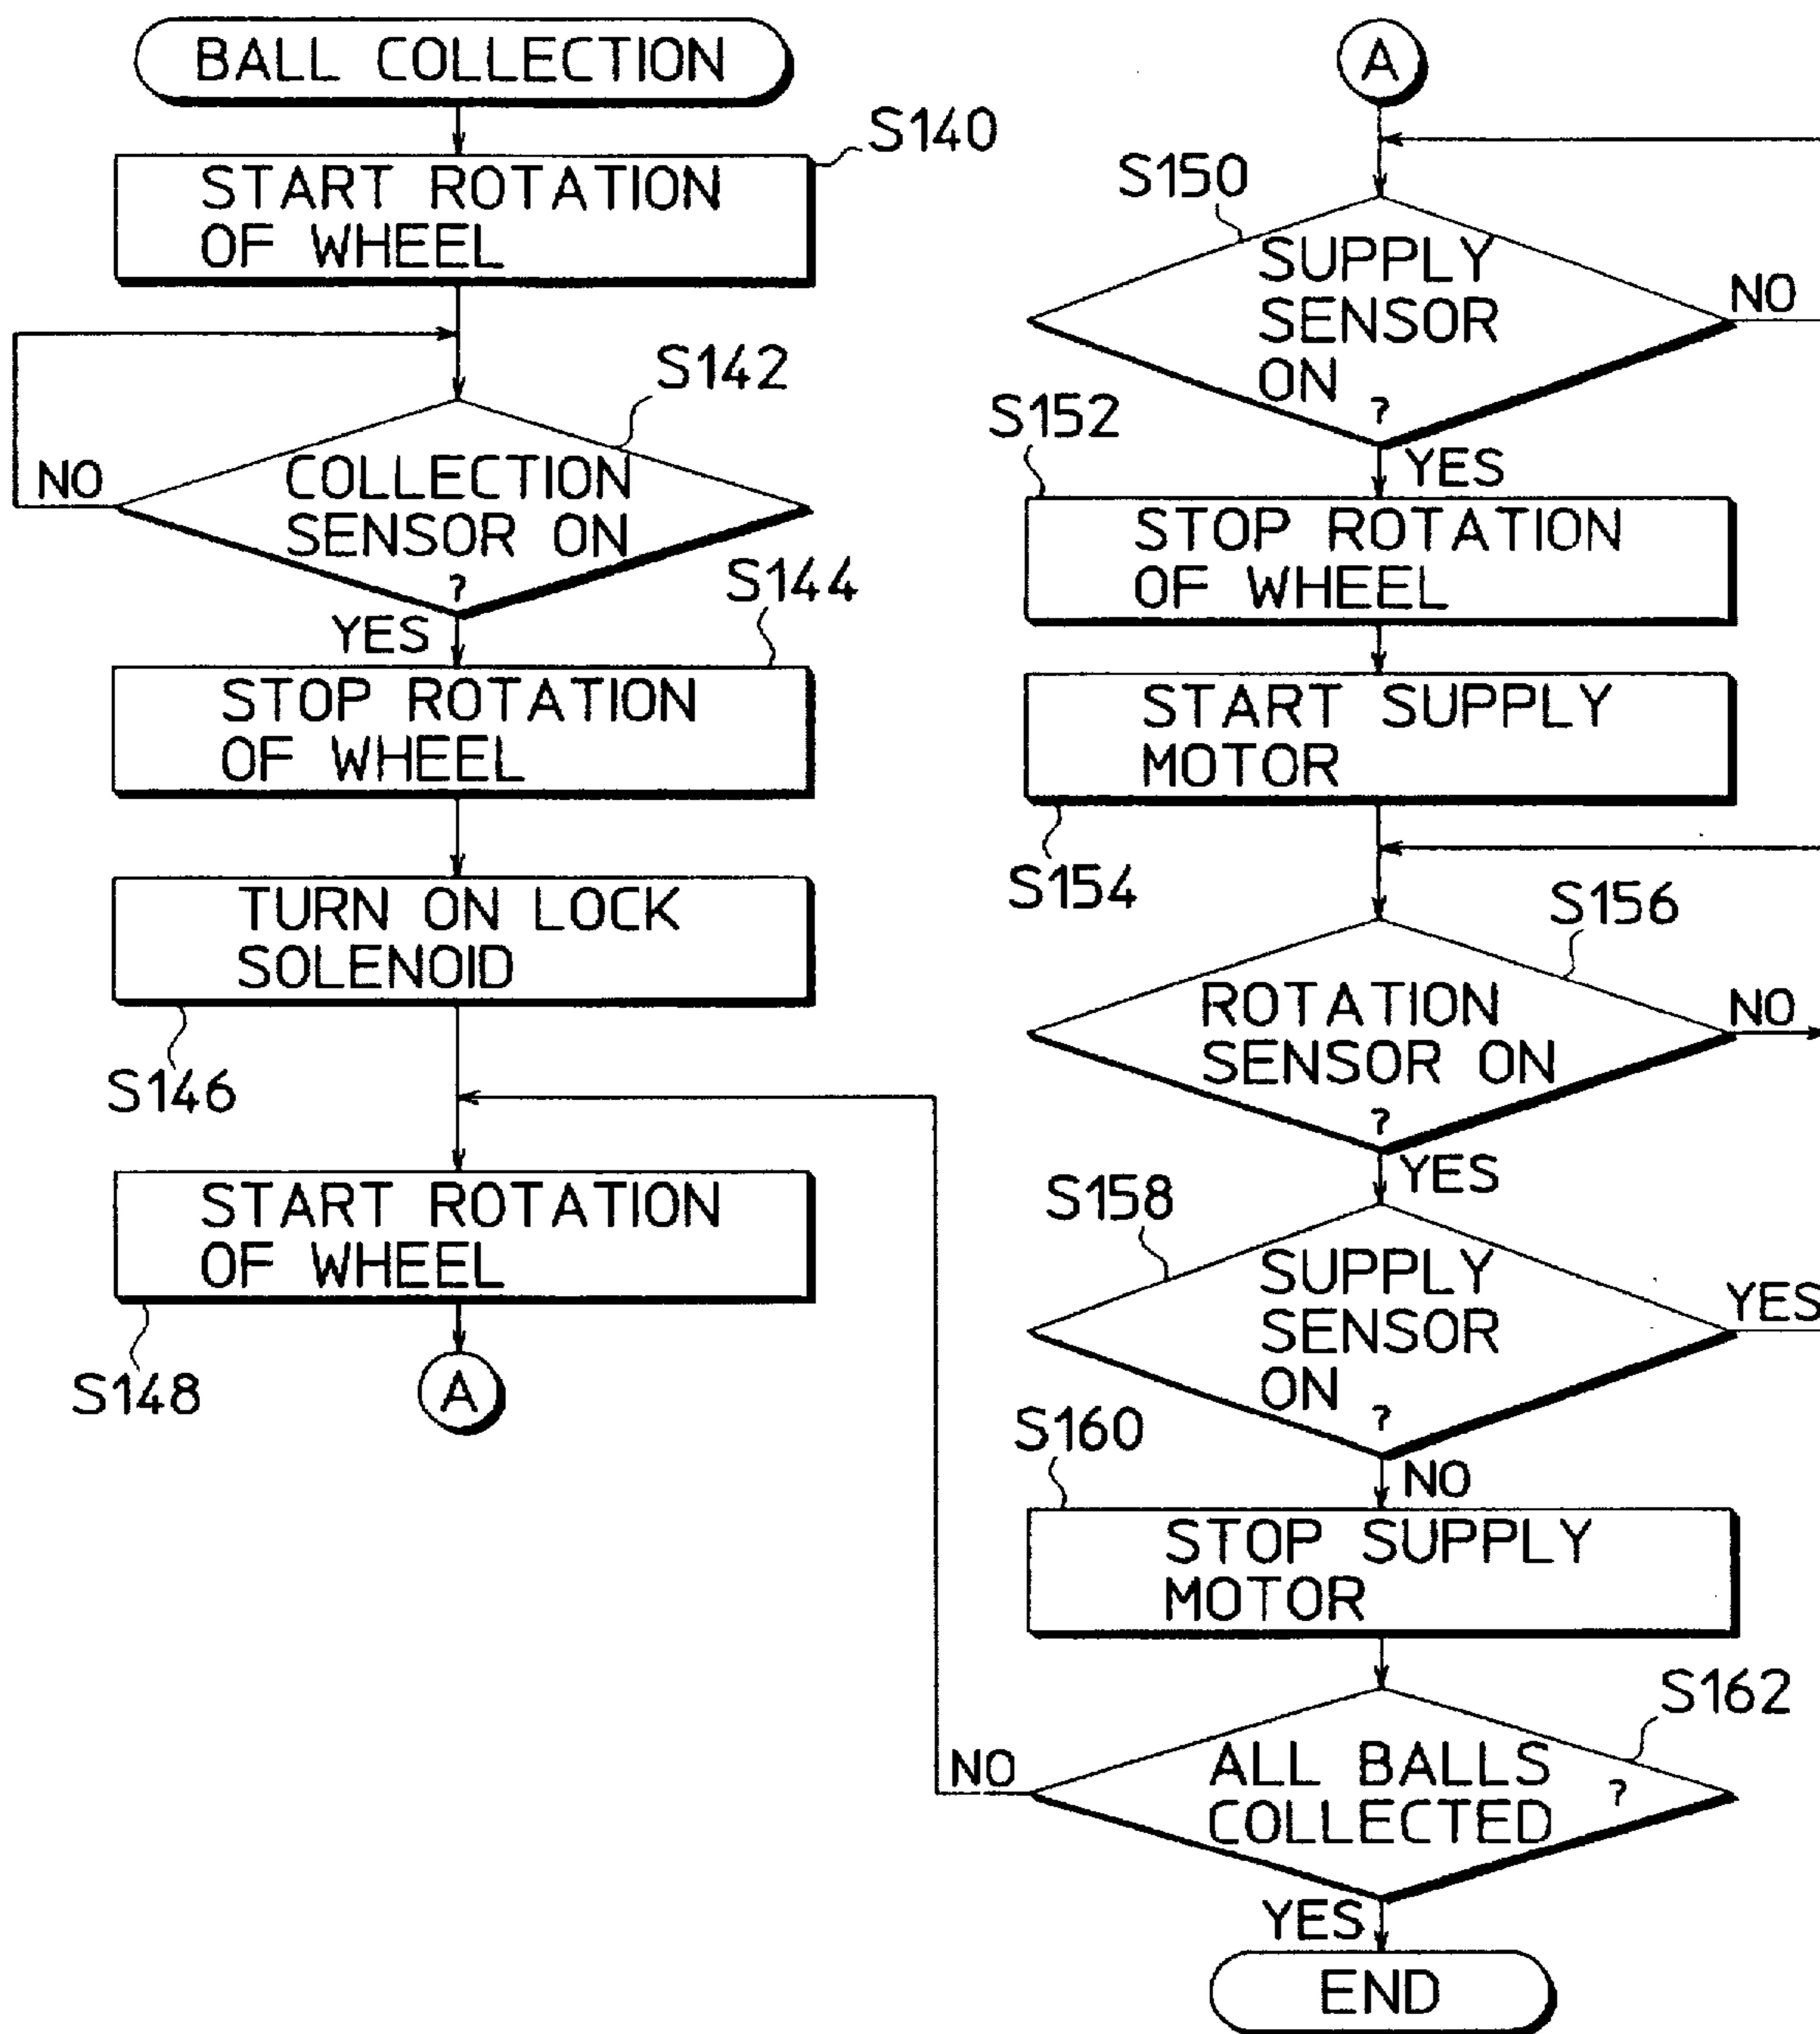 BALL COLLECTION
S140
START ROTATION
OF WHEEL
S142
COLLECTION
SENSOR ON
?
NO
YES
S144
STOP ROTATION
OF WHEEL
TURN ON LOCK
SOLENOID
S146
START ROTATION
OF WHEEL
S148
A
A
S150
SUPPLY
SENSOR
ON
?
NO
YES
S152
STOP ROTATION
OF WHEEL
START SUPPLY
MOTOR
S154
S156
ROTATION
SENSOR ON
?
NO
YES
S158
SUPPLY
SENSOR
ON
?
YES
NO
S160
STOP SUPPLY
MOTOR
S162
ALL BALLS
COLLECTED ?
NO
YES
END